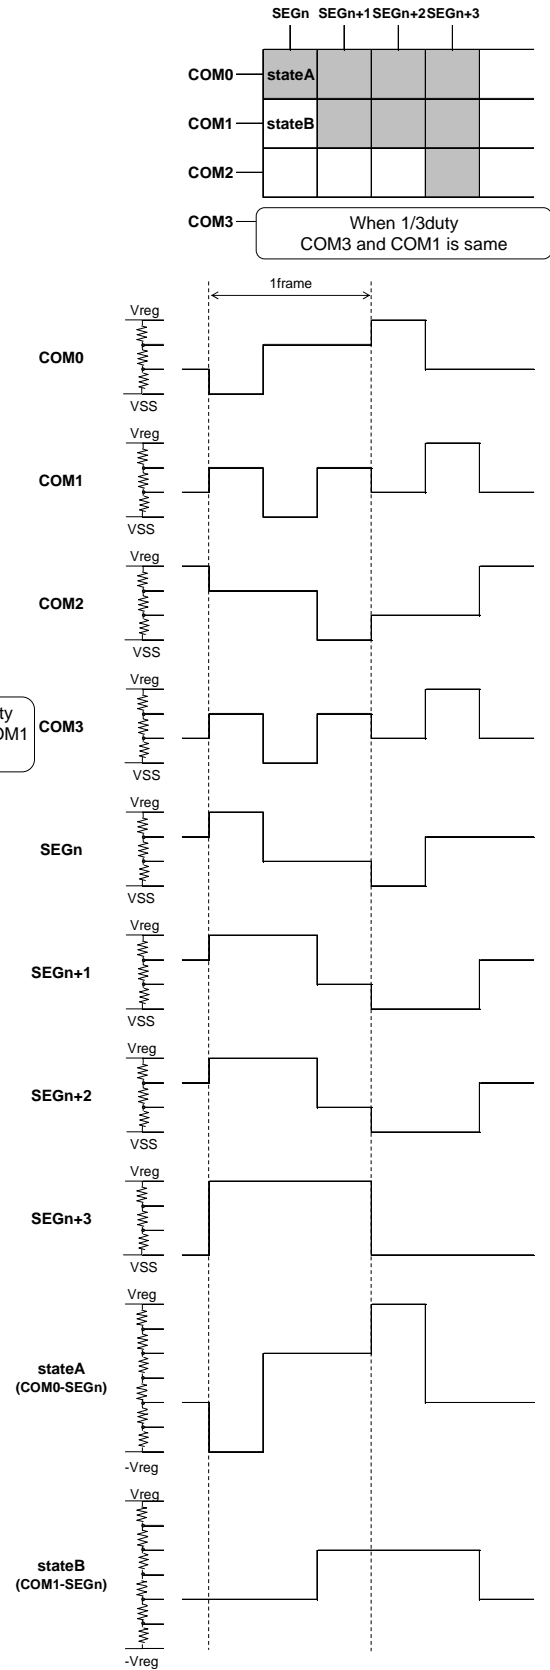 SEGn SEGn+1 SEGn+2 SEGn+3
COM0 stateA
COM1 stateB
COM2
COM3 When 1/3duty
COM3 and COM1 is same
1frame
Vreg
COM0
VSS
Vreg
COM1
VSS
Vreg
COM2
VSS
Vreg
ty
OM1
COM3
VSS
Vreg
SEGn
VSS
Vreg
SEGn+1
VSS
Vreg
SEGn+2
VSS
Vreg
SEGn+3
VSS
Vreg
stateA
(COM0-SEGn)
-Vreg
Vreg
stateB
(COM1-SEGn)
-Vreg